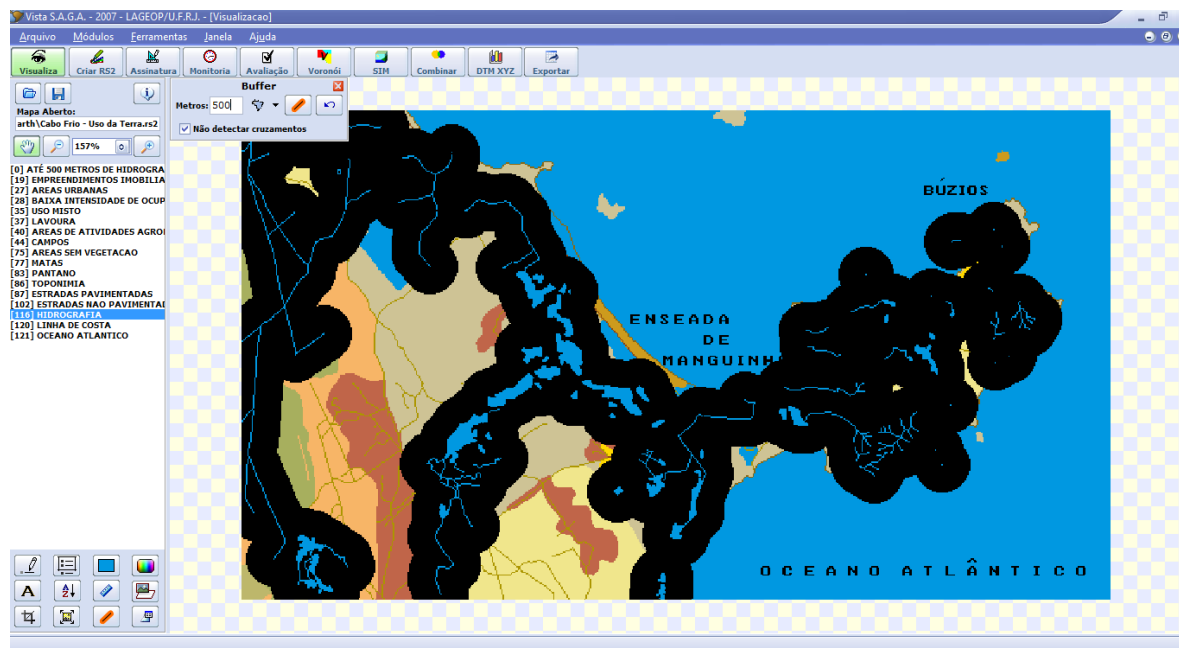 Vista S.A.G.A. - 2007 - LAGEOP/U.F.R.J. - [Visualizacao]
Arquivo Módulos Ferramentas Janela Ajuda
Visualiza Criar RS2 Assinatura Monitoria Avaliação Voronói SIM Combinar DTM XYZ Exportar
Buffer
Metros: 500
Não detectar cruzamentos
Mapa Aberto:
arth\Cabo Frio - Uso da Terra.rs2
157%
[0] ATÉ 500 METROS DE HIDROGRA
[19] EMPREENDIMENTOS IMOBILIA
[27] AREAS URBANAS
[28] BAIXA INTENSIDADE DE OCUP
[35] USO MISTO
[37] LAVOURA
[40] AREAS DE ATIVIDADES AGRO
[44] CAMPOS
[75] AREAS SEM VEGETACAO
[77] MATAS
[83] PANTANO
[86] TOPONIMIA
[87] ESTRADAS PAVIMENTADAS
[102] ESTRADAS NAO PAVIMENTA
[116] HIDROGRAFIA
[120] LINHA DE COSTA
[121] OCEANO ATLANTICO
BÚZIOS
ENSEADA
DE
MANGUINH
OCEANO ATLÂNTICO